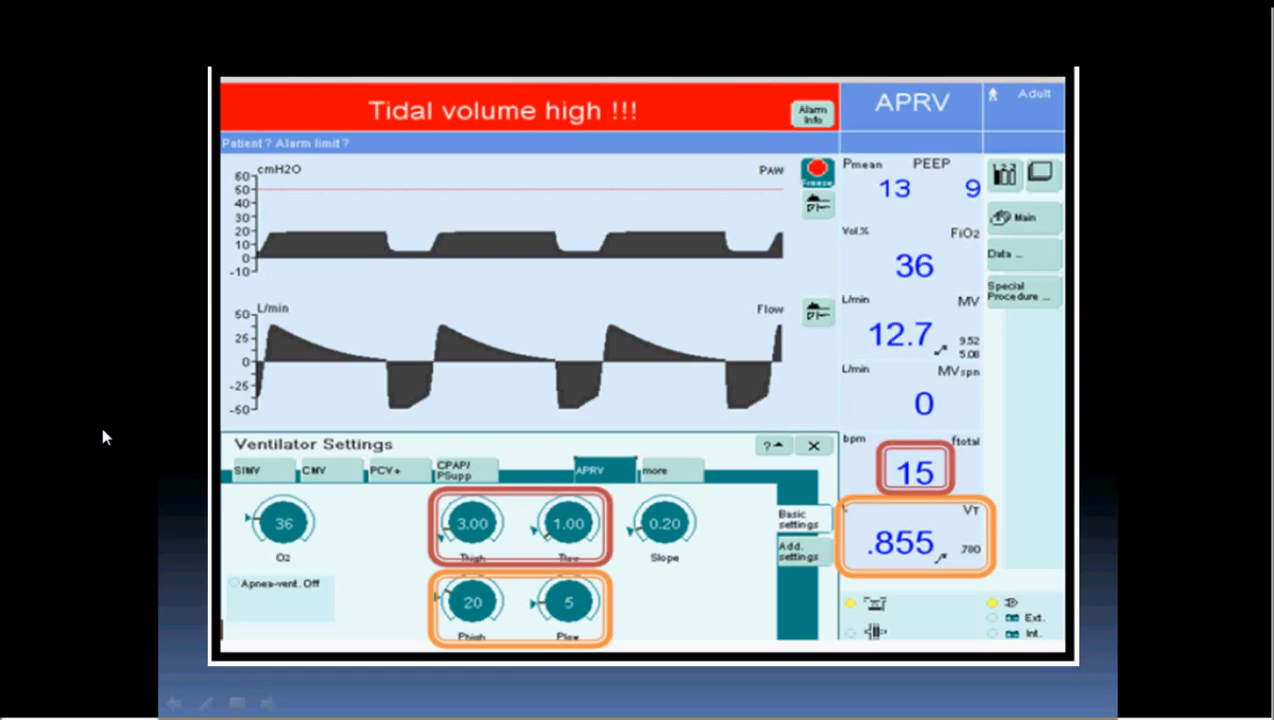 Tidal volume high !!!
Alarm Info
APRV
Adult
Patient ? Alarm limit ?
cmH2O
Paw
60
50
40
30
20
10
0
-10
Freeze
Pmean PEEP
13 9
Main
Vol.% FiO2
36
Data ...
Special Procedure ...
L/min
Flow
50
25
0
-25
-50
L/min MV
12.7 9.52
5.08
L/min MVspn
0
Ventilator Settings
? X
SIMV CMV PCV+ CPAP/ PSupp APRV more
bpm ftotal
15
36 3.00 1.00 0.20
O2 Thigh Tlow Slope
Basic settings
Add. settings
VT
.855 .780
Apnea-vent. Off
20 5
Phigh Plow
Ext.
Int.